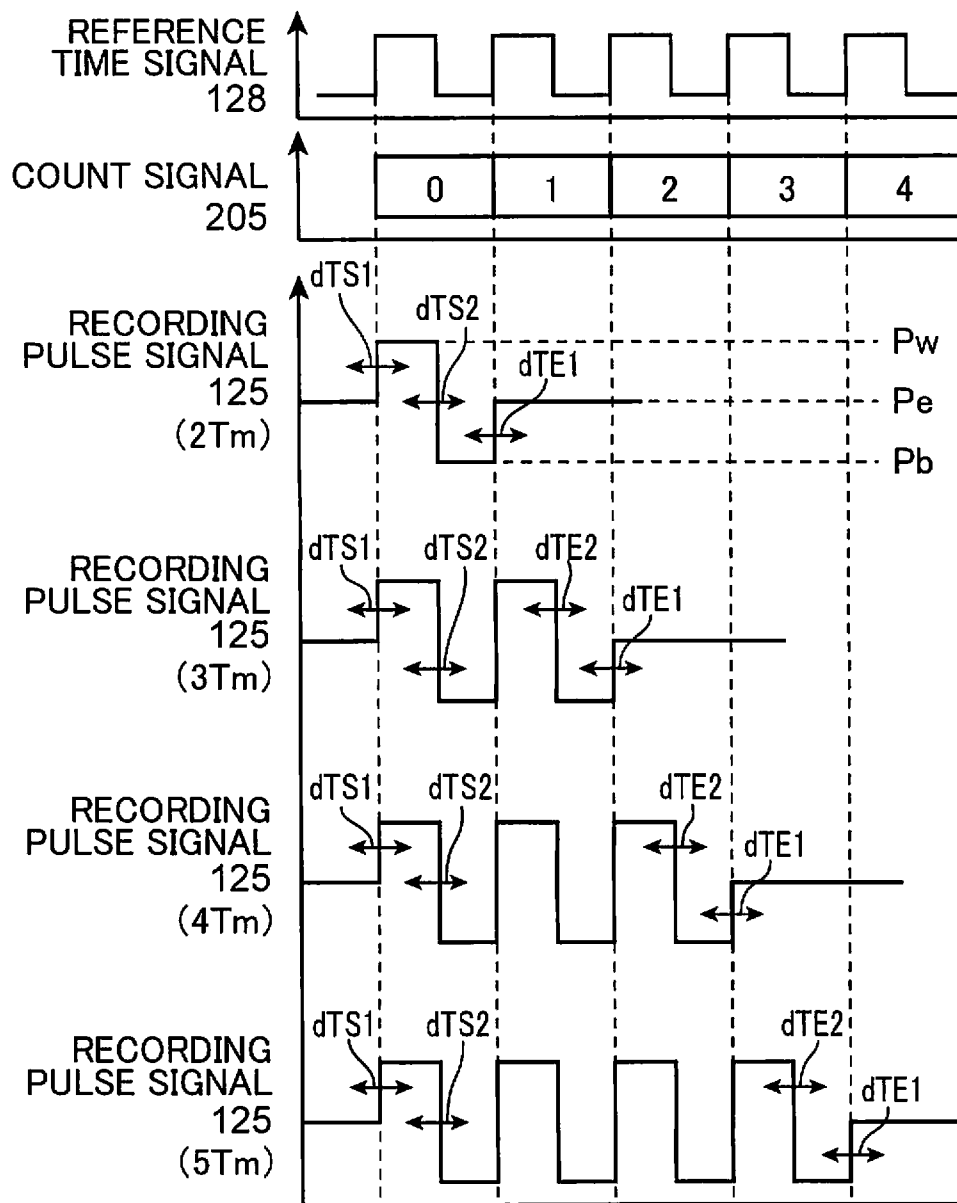 REFERENCE
TIME SIGNAL
128
COUNT SIGNAL
205
0 1 2 3 4
RECORDING
PULSE SIGNAL
125
(2Tm)
dTS1
dTS2
dTE1
Pw
Pe
Pb
RECORDING
PULSE SIGNAL
125
(3Tm)
dTS1
dTS2
dTE2
dTE1
RECORDING
PULSE SIGNAL
125
(4Tm)
dTS1
dTS2
dTE2
dTE1
RECORDING
PULSE SIGNAL
125
(5Tm)
dTS1
dTS2
dTE2
dTE1